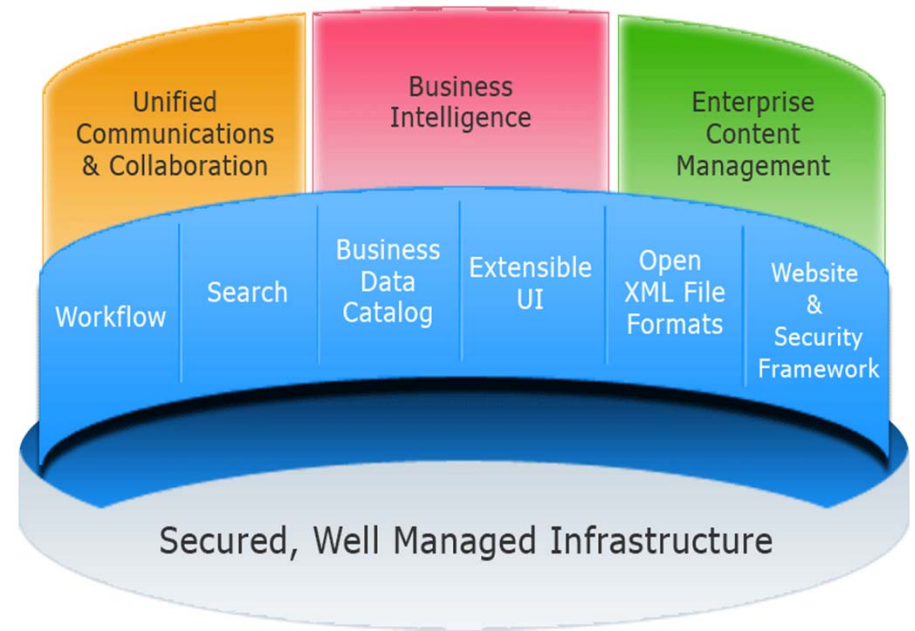 Unified
Communications
& Collaboration
Business
Intelligence
Enterprise
Content
Management
Workflow
Search
Business
Data
Catalog
Extensible
UI
Open
XML File
Formats
Website
&
Security
Framework
Secured, Well Managed Infrastructure